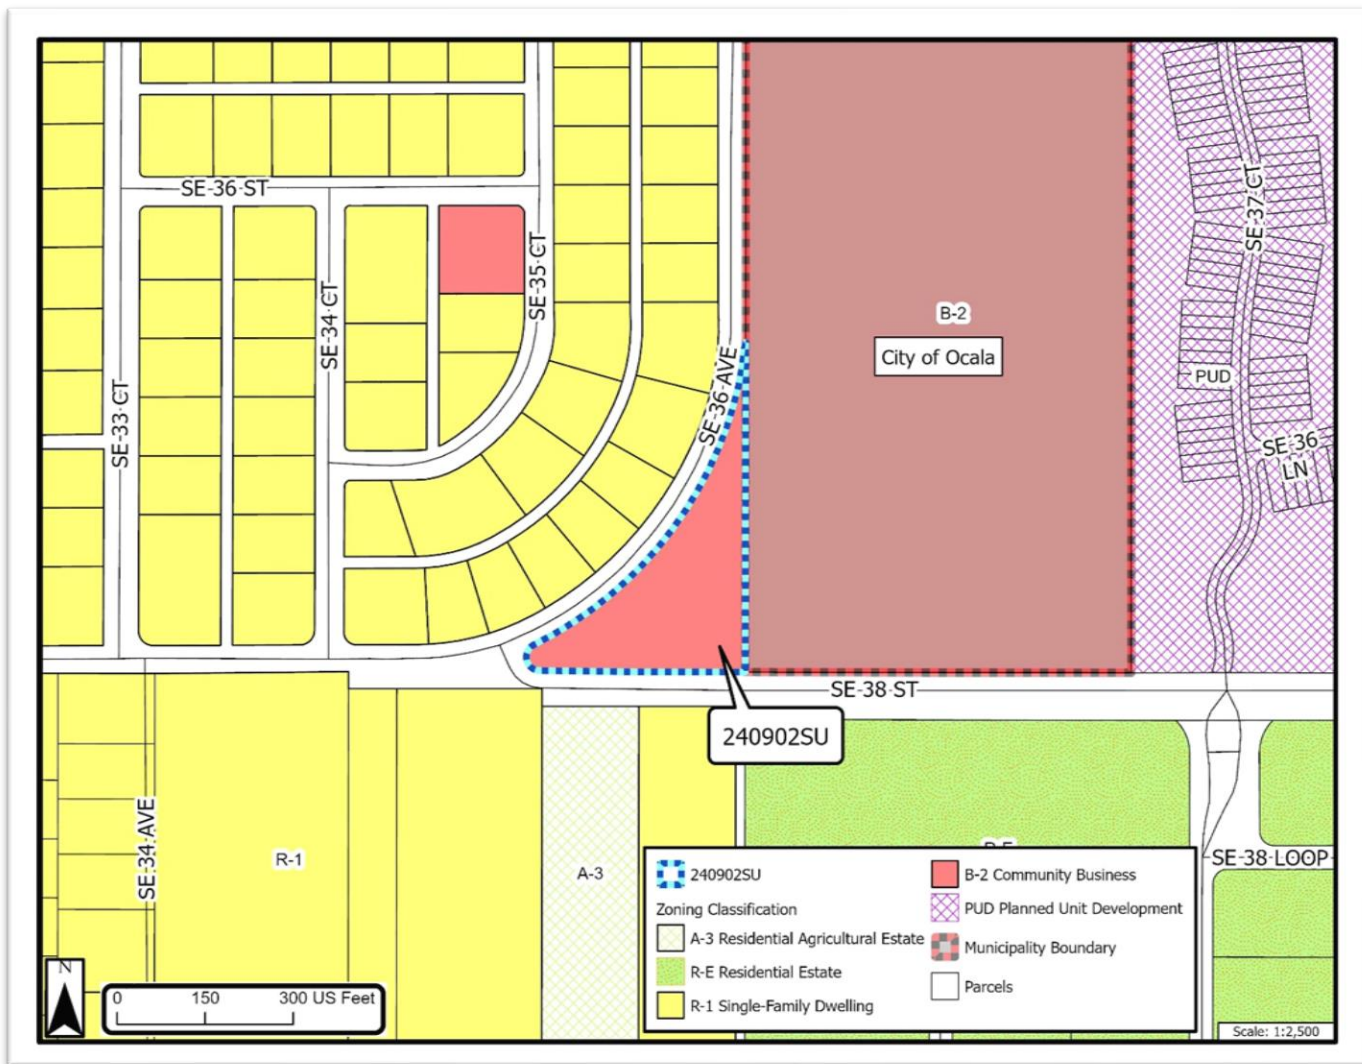 SE 36 ST
SE 35 CT
SE 34 CT
SE 33 CT
SE 36 AVE
B-2
City of Ocala
SE 37 CT
PUD
SE 36
LN
SE 38 ST
240902SU
SE 34 AVE
R-1
A-3
SE 38 LOOP
240902SU
Zoning Classification
A-3 Residential Agricultural Estate
R-E Residential Estate
R-1 Single-Family Dwelling
B-2 Community Business
PUD Planned Unit Development
Municipality Boundary
Parcels
N
0 150 300 US Feet
Scale: 1:2,500